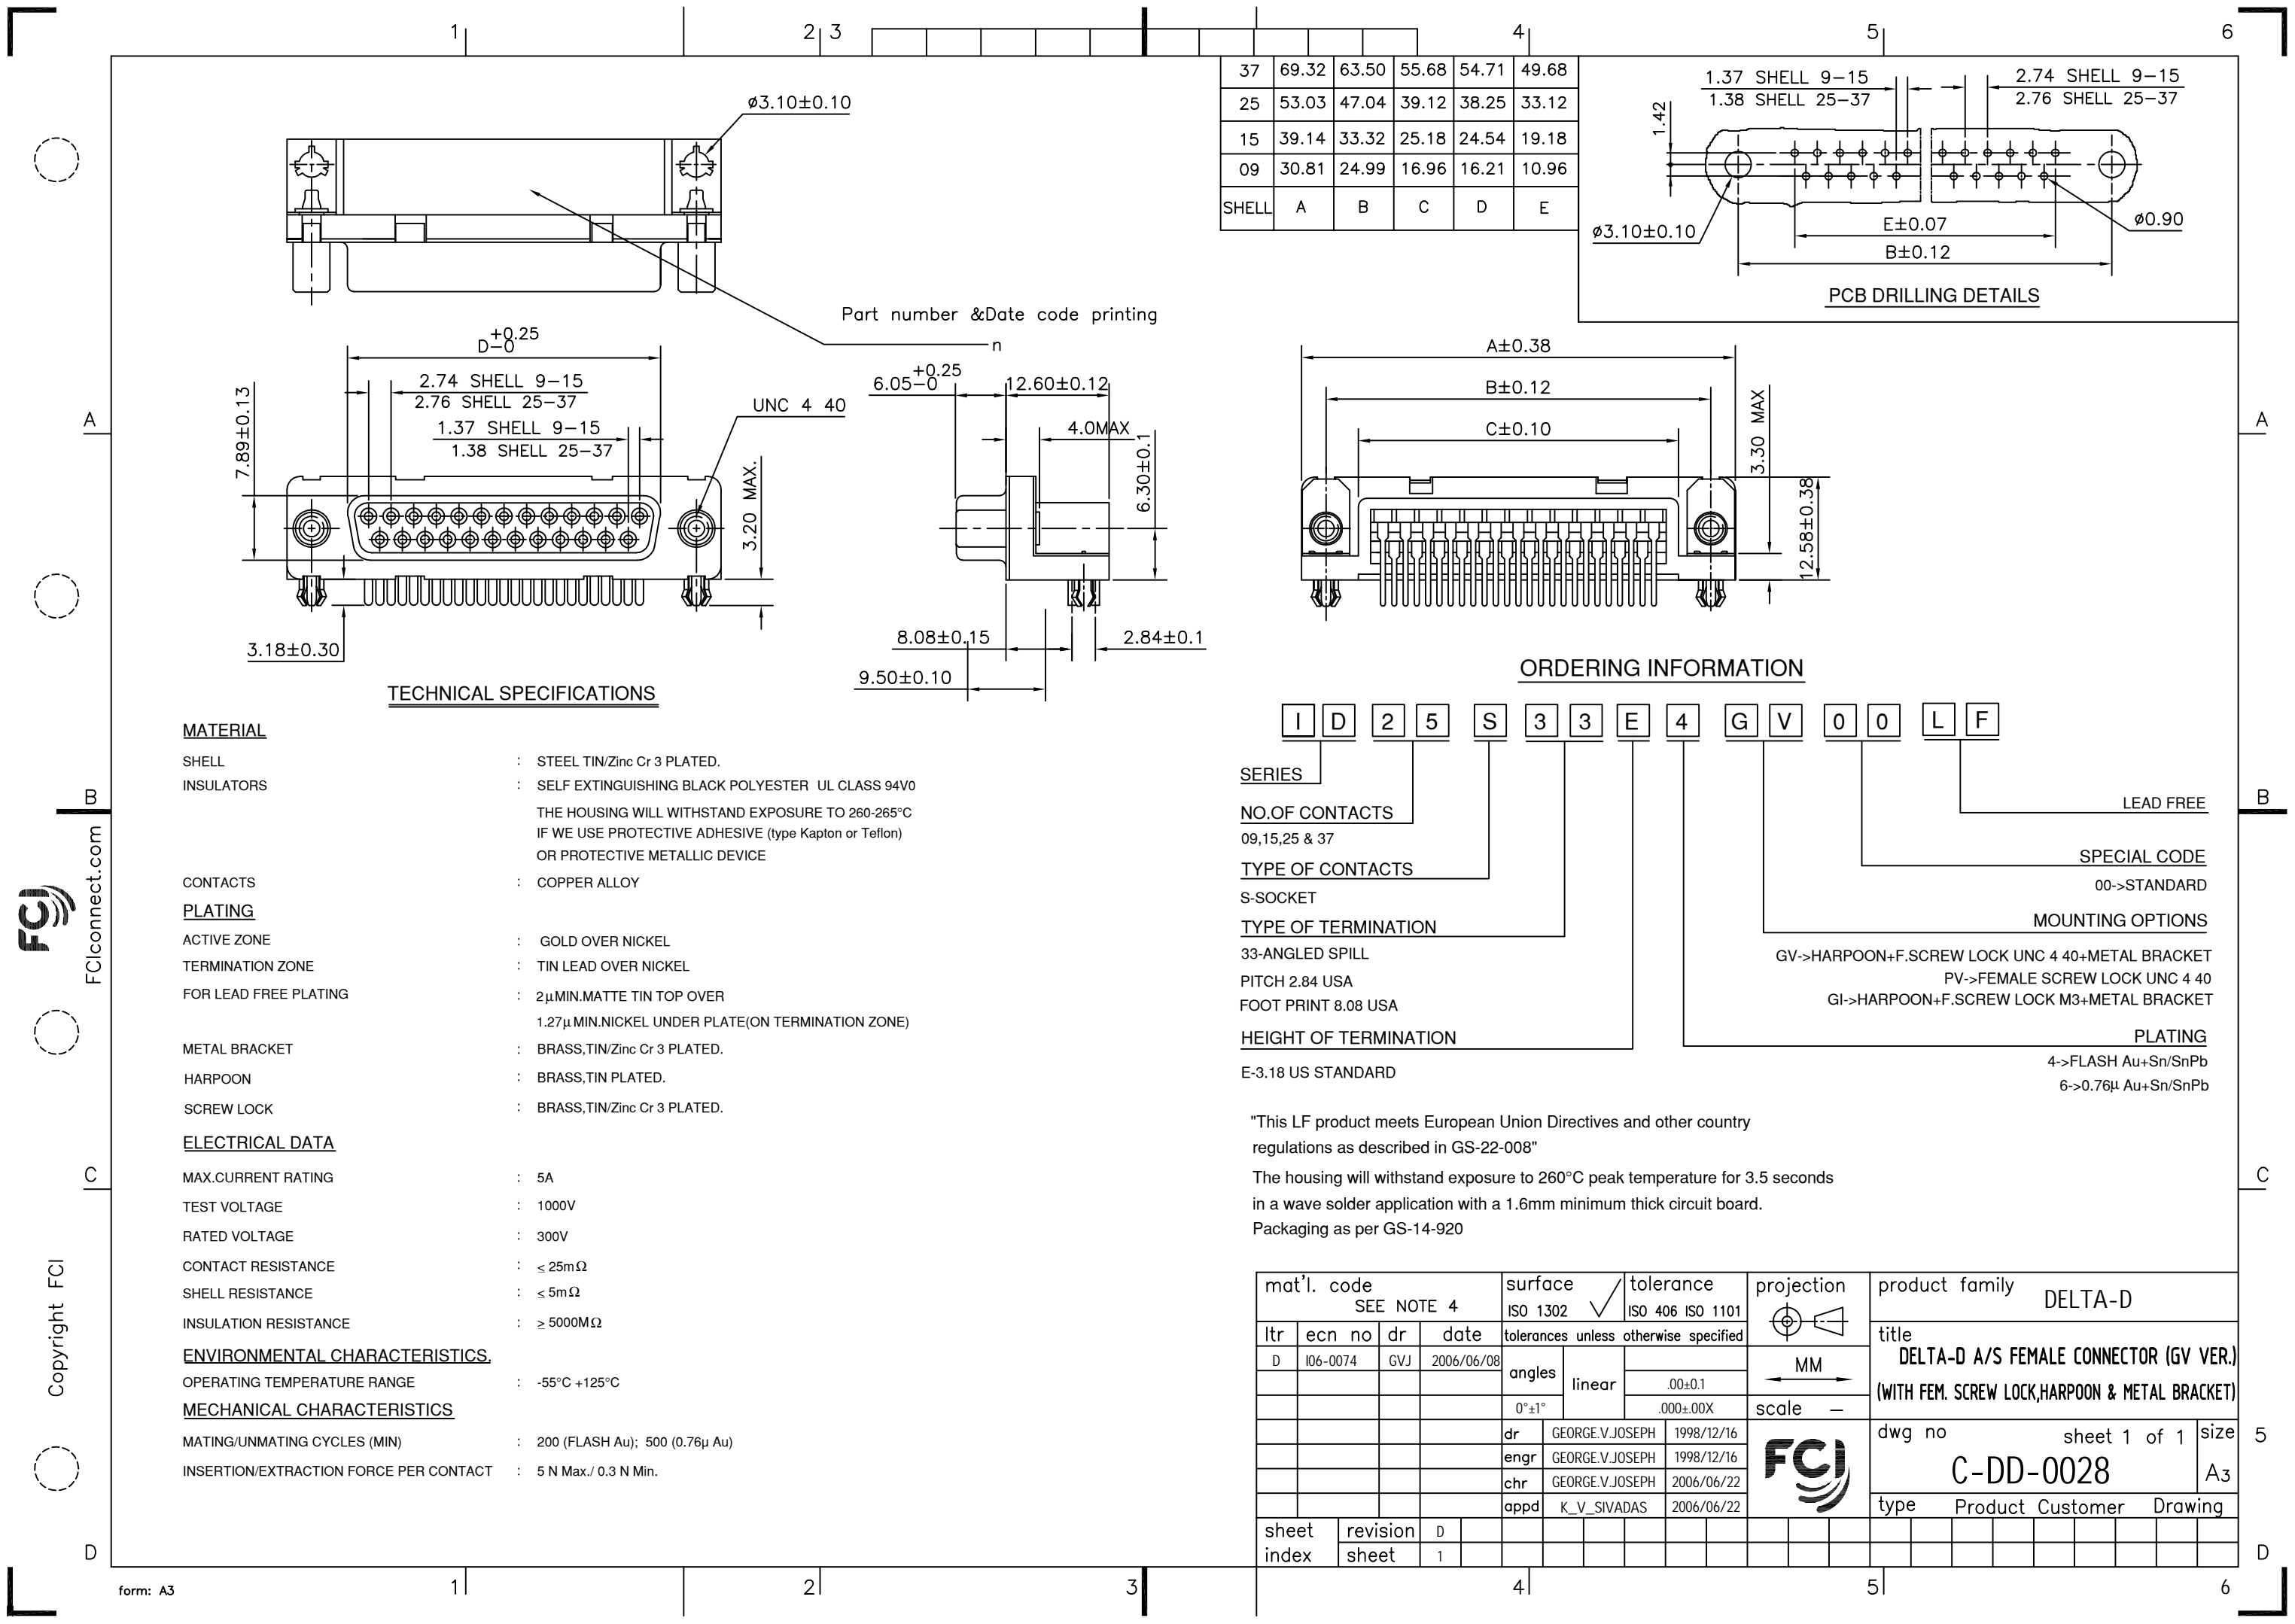 1 2 3 4 5 6
37 69.32 63.50 55.68 54.71 49.68
25 53.03 47.04 39.12 38.25 33.12
15 39.14 33.32 25.18 24.54 19.18
09 30.81 24.99 16.96 16.21 10.96
SHELL A B C D E
1.37 SHELL 9-15
1.38 SHELL 25-37
2.74 SHELL 9-15
2.76 SHELL 25-37
1.42
ø3.10±0.10
E±0.07
B±0.12
ø0.90
PCB DRILLING DETAILS
ø3.10±0.10
Part number &Date code printing
n
D-0 +0.25
2.74 SHELL 9-15
2.76 SHELL 25-37
1.37 SHELL 9-15
1.38 SHELL 25-37
7.89±0.13
UNC 4 40
3.20 MAX.
3.18±0.30
6.05-0 +0.25
12.60±0.12
4.0MAX
6.30±0.1
8.08±0.15
2.84±0.1
9.50±0.10
A±0.38
B±0.12
C±0.10
3.30 MAX
12.58±0.38
A
A
B
B
C
C
D
D
FCI
FCIconnect.com
Copyright FCI
TECHNICAL SPECIFICATIONS
MATERIAL
SHELL : STEEL TIN/Zinc Cr 3 PLATED.
INSULATORS : SELF EXTINGUISHING BLACK POLYESTER UL CLASS 94V0
THE HOUSING WILL WITHSTAND EXPOSURE TO 260-265°C
IF WE USE PROTECTIVE ADHESIVE (type Kapton or Teflon)
OR PROTECTIVE METALLIC DEVICE
CONTACTS : COPPER ALLOY
PLATING
ACTIVE ZONE : GOLD OVER NICKEL
TERMINATION ZONE : TIN LEAD OVER NICKEL
FOR LEAD FREE PLATING : 2µMIN.MATTE TIN TOP OVER
1.27µ MIN.NICKEL UNDER PLATE(ON TERMINATION ZONE)
METAL BRACKET : BRASS,TIN/Zinc Cr 3 PLATED.
HARPOON : BRASS,TIN PLATED.
SCREW LOCK : BRASS,TIN/Zinc Cr 3 PLATED.
ELECTRICAL DATA
MAX.CURRENT RATING : 5A
TEST VOLTAGE : 1000V
RATED VOLTAGE : 300V
CONTACT RESISTANCE : ≤ 25mΩ
SHELL RESISTANCE : ≤ 5mΩ
INSULATION RESISTANCE : ≥ 5000MΩ
ENVIRONMENTAL CHARACTERISTICS.
OPERATING TEMPERATURE RANGE : -55°C +125°C
MECHANICAL CHARACTERISTICS
MATING/UNMATING CYCLES (MIN) : 200 (FLASH Au); 500 (0.76µ Au)
INSERTION/EXTRACTION FORCE PER CONTACT : 5 N Max./ 0.3 N Min.
ORDERING INFORMATION
I D 2 5 S 3 3 E 4 G V 0 0 L F
SERIES
NO.OF CONTACTS
09,15,25 & 37
TYPE OF CONTACTS
S-SOCKET
TYPE OF TERMINATION
33-ANGLED SPILL
PITCH 2.84 USA
FOOT PRINT 8.08 USA
HEIGHT OF TERMINATION
E-3.18 US STANDARD
LEAD FREE
SPECIAL CODE
00->STANDARD
MOUNTING OPTIONS
GV->HARPOON+F.SCREW LOCK UNC 4 40+METAL BRACKET
PV->FEMALE SCREW LOCK UNC 4 40
GI->HARPOON+F.SCREW LOCK M3+METAL BRACKET
PLATING
4->FLASH Au+Sn/SnPb
6->0.76µ Au+Sn/SnPb
"This LF product meets European Union Directives and other country
regulations as described in GS-22-008"
The housing will withstand exposure to 260°C peak temperature for 3.5 seconds
in a wave solder application with a 1.6mm minimum thick circuit board.
Packaging as per GS-14-920
mat'l. code
SEE NOTE 4
surface
ISO 1302
tolerance
ISO 406 ISO 1101
projection
product family
DELTA-D
ltr ecn no dr date
D I06-0074 GVJ 2006/06/08
tolerances unless otherwise specified
angles
linear
.00±0.1
0°±1°
.000±.00X
MM
scale —
title
DELTA-D A/S FEMALE CONNECTOR (GV VER.)
(WITH FEM. SCREW LOCK,HARPOON & METAL BRACKET)
dr GEORGE.V.JOSEPH 1998/12/16
engr GEORGE.V.JOSEPH 1998/12/16
chr GEORGE.V.JOSEPH 2006/06/22
appd K_V_SIVADAS 2006/06/22
FCI
dwg no
sheet 1 of 1
C-DD-0028
size
A3
5
type Product Customer Drawing
sheet index
revision D
sheet 1
form: A3
1 2 3 4 5 6